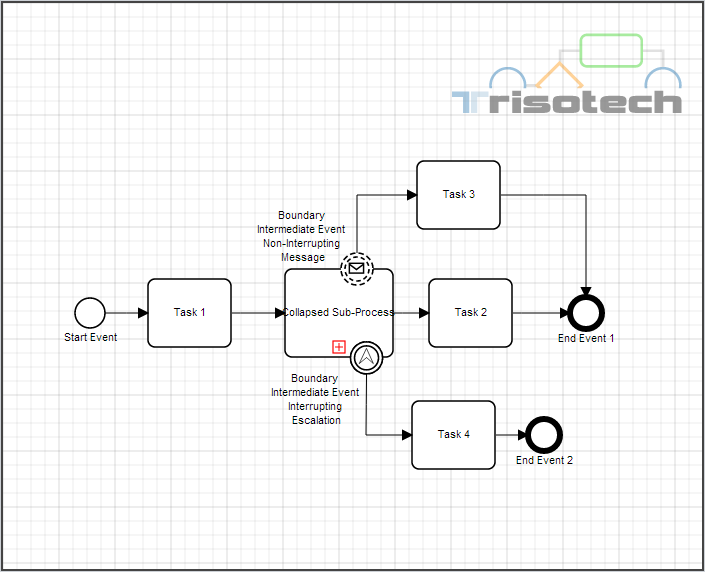 Trisotech
Task 3
Boundary
Intermediate Event
Non-Interrupting
Message
Start Event
Task 1
Collapsed Sub-Process
Task 2
End Event 1
Boundary
Intermediate Event
Interrupting
Escalation
Task 4
End Event 2